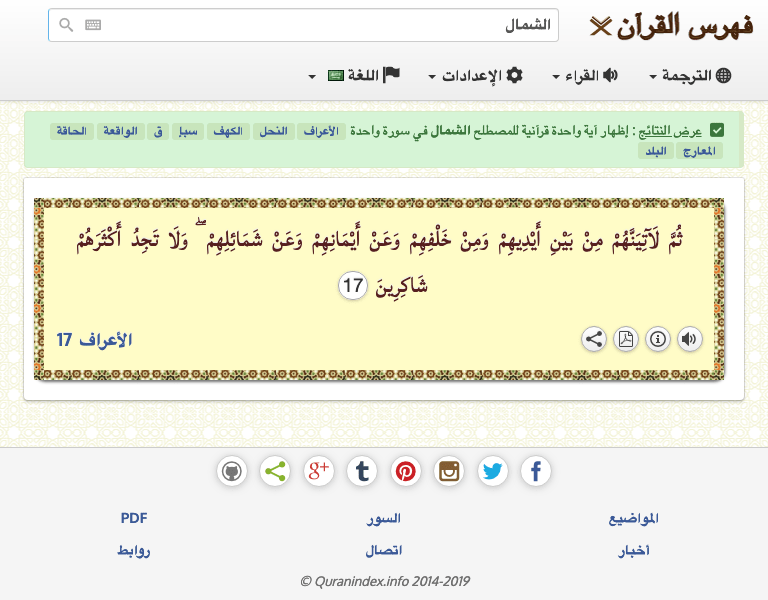 فهرس القرآن
الشمال
الترجمة القراء الإعدادات اللغة
عرض النتائج : إظهار آية واحدة قرآنية للمصطلح الشمال في سورة واحدة الأعراف النحل الكهف سبإ ق الواقعة الحاقة
المعارج البلد
ثُمَّ لَآتِيَنَّهُمْ مِنْ بَيْنِ أَيْدِيهِمْ وَمِنْ خَلْفِهِمْ وَعَنْ أَيْمَانِهِمْ وَعَنْ شَمَائِلِهِمْ ۖ وَلَا تَجِدُ أَكْثَرَهُمْ
شَاكِرِينَ 17
الأعراف 17
المواضيع السور PDF
أخبار اتصال روابط
© Quranindex.info 2014-2019